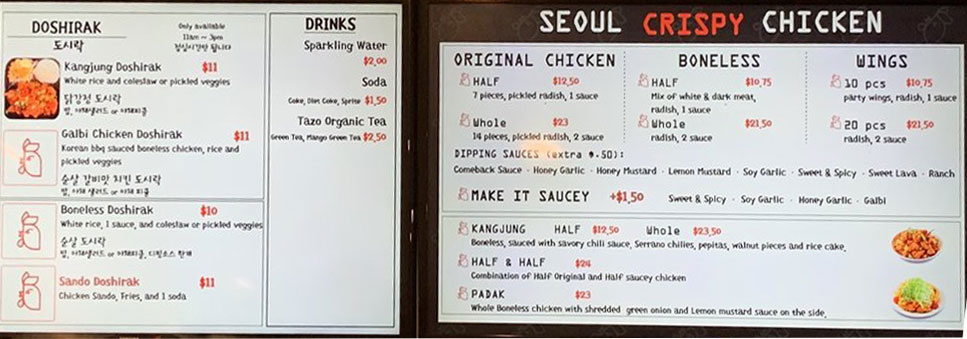 DOSHIRAK
도시락
Only available
11am ~ 3pm
점심시간만 됩니다
Kangjung Doshirak $11
White rice and coleslaw or pickled veggies
닭강정 도시락
밥, 야채샐러드 or 야채피클
Galbi Chicken Doshirak $11
Korean bbq sauced boneless chicken, rice and
pickled veggies
순살 갈비맛 치킨 도시락
밥, 야채 샐러드 or 야채 피클
Boneless Doshirak $10
White rice, 1 sauce, and coleslaw or pickled veggies
순살 도시락
밥, 야채샐러드 or 야채피클, 디핑소스 한개
Sando Doshirak $11
Chicken Sando, Fries, and 1 soda
DRINKS
Sparkling Water
$2.00
Soda
Coke, Diet Coke, Sprite $1.50
Tazo Organic Tea
Green Tea, Mango Green Tea $2.50
SEOUL CRISPY CHICKEN
ORIGINAL CHICKEN
HALF $12.50
7 pieces, pickled radish, 1 sauce
Whole $23
14 pieces, pickled radish, 2 sauce
BONELESS
HALF $10.75
Mix of white & dark meat,
radish, 1 sauce
Whole $21.50
radish, 2 sauce
WINGS
10 pcs $10.75
party wings, radish, 1 sauce
20 pcs $21.50
radish, 2 sauce
DIPPING SAUCES (extra $.50):
Comeback Sauce · Honey Garlic · Honey Mustard · Lemon Mustard · Soy Garlic · Sweet & Spicy · Sweet Lava · Ranch
MAKE IT SAUCEY +$1.50 Sweet & Spicy · Soy Garlic · Honey Garlic · Galbi
KANGJUNG HALF $12.50 Whole $23.50
Boneless, sauced with savory chili sauce, Serrano chilies, pepitas, walnut pieces and rice cake.
HALF & HALF $24
Combination of Half Original and Half saucey chicken
PADAK $23
Whole Boneless chicken with shredded green onion and Lemon mustard sauce on the side.